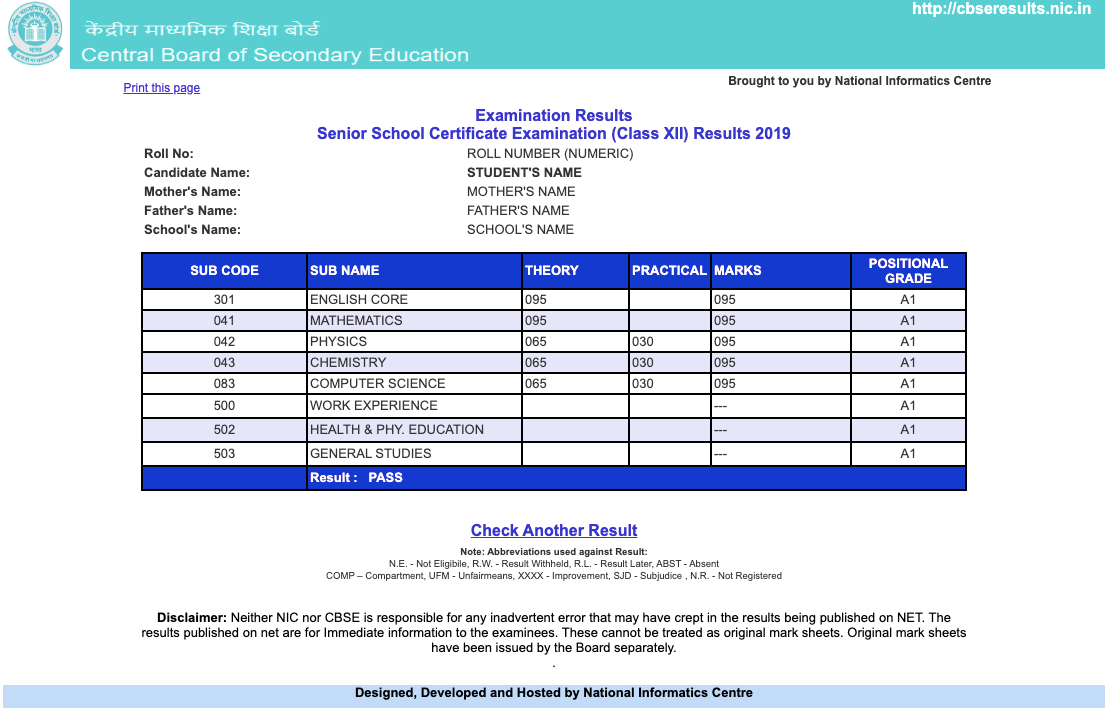 http://cbseresults.nic.in
केंद्रीय माध्यमिक शिक्षा बोर्ड
Central Board of Secondary Education
Print this page
Brought to you by National Informatics Centre
Examination Results
Senior School Certificate Examination (Class XII) Results 2019
Roll No: ROLL NUMBER (NUMERIC)
Candidate Name: STUDENT'S NAME
Mother's Name: MOTHER'S NAME
Father's Name: FATHER'S NAME
School's Name: SCHOOL'S NAME
SUB CODE SUB NAME THEORY PRACTICAL MARKS POSITIONAL GRADE
301 ENGLISH CORE 095 095 A1
041 MATHEMATICS 095 095 A1
042 PHYSICS 065 030 095 A1
043 CHEMISTRY 065 030 095 A1
083 COMPUTER SCIENCE 065 030 095 A1
500 WORK EXPERIENCE --- A1
502 HEALTH & PHY. EDUCATION --- A1
503 GENERAL STUDIES --- A1
Result : PASS
Check Another Result
Note: Abbreviations used against Result:
N.E. - Not Eligibile, R.W. - Result Withheld, R.L. - Result Later, ABST - Absent
COMP – Compartment, UFM - Unfairmeans, XXXX - Improvement, SJD - Subjudice , N.R. - Not Registered
Disclaimer: Neither NIC nor CBSE is responsible for any inadvertent error that may have crept in the results being published on NET. The
results published on net are for Immediate information to the examinees. These cannot be treated as original mark sheets. Original mark sheets
have been issued by the Board separately.
.
Designed, Developed and Hosted by National Informatics Centre